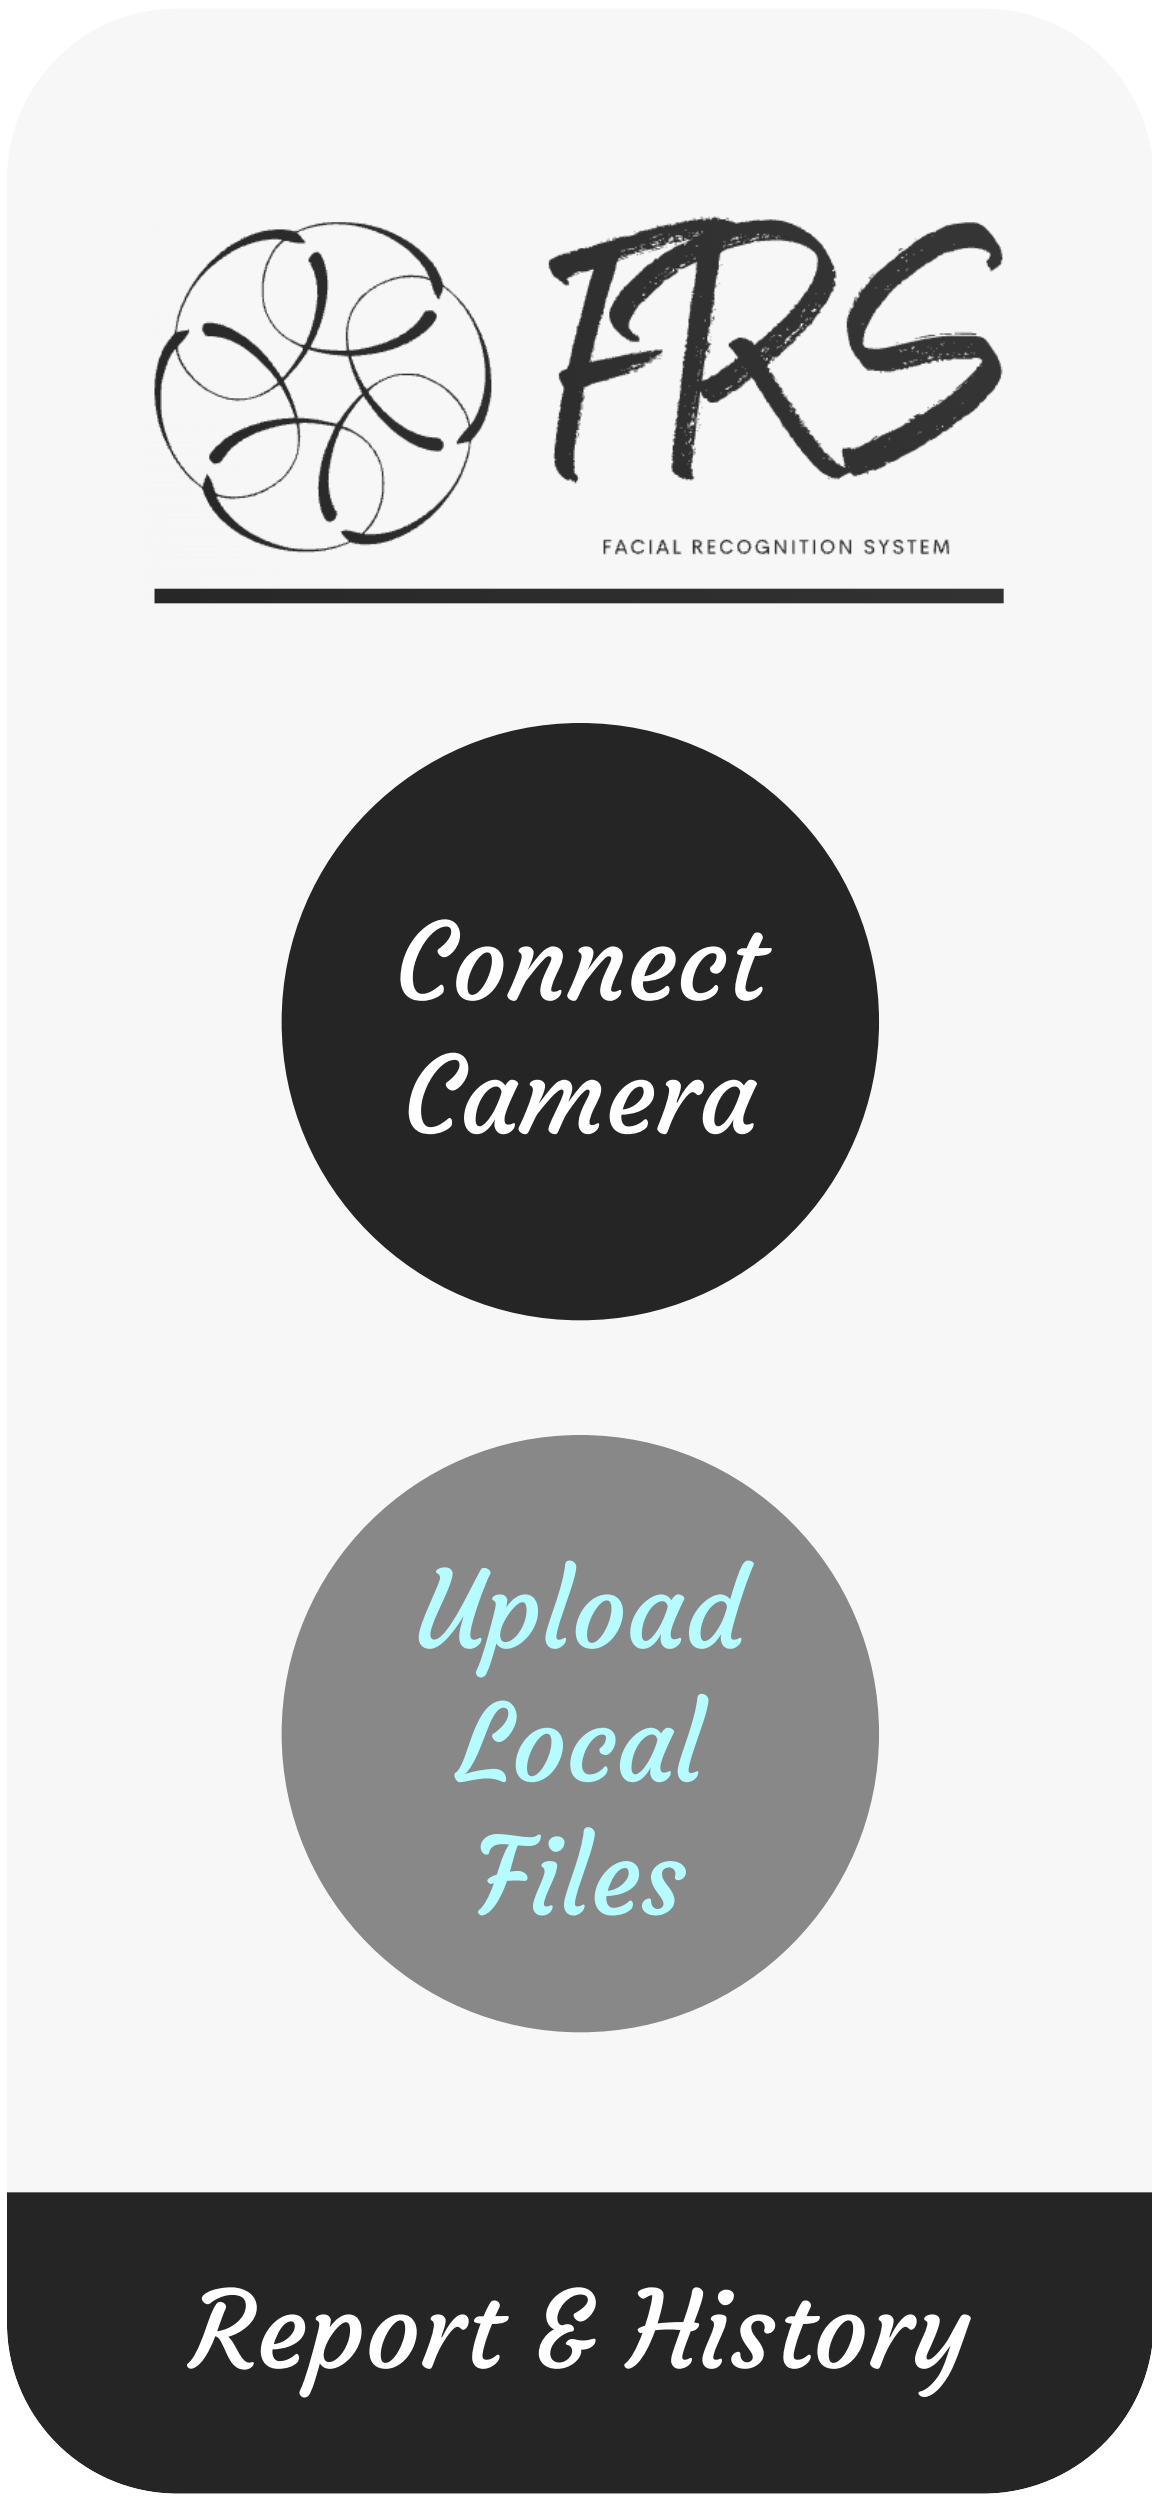 FRS
FACIAL RECOGNITION SYSTEM
Connect
Camera
Upload
Local
Files
Report & History